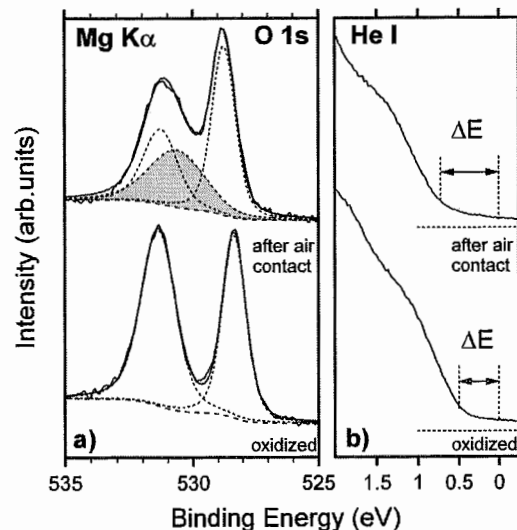 Mg Kα O 1s He I
ΔE
after air
contact
after air
contact
ΔE
a) oxidized b) oxidized
535 530 525 1.5 1 0.5 0
Binding Energy (eV)
Intensity (arb.units)